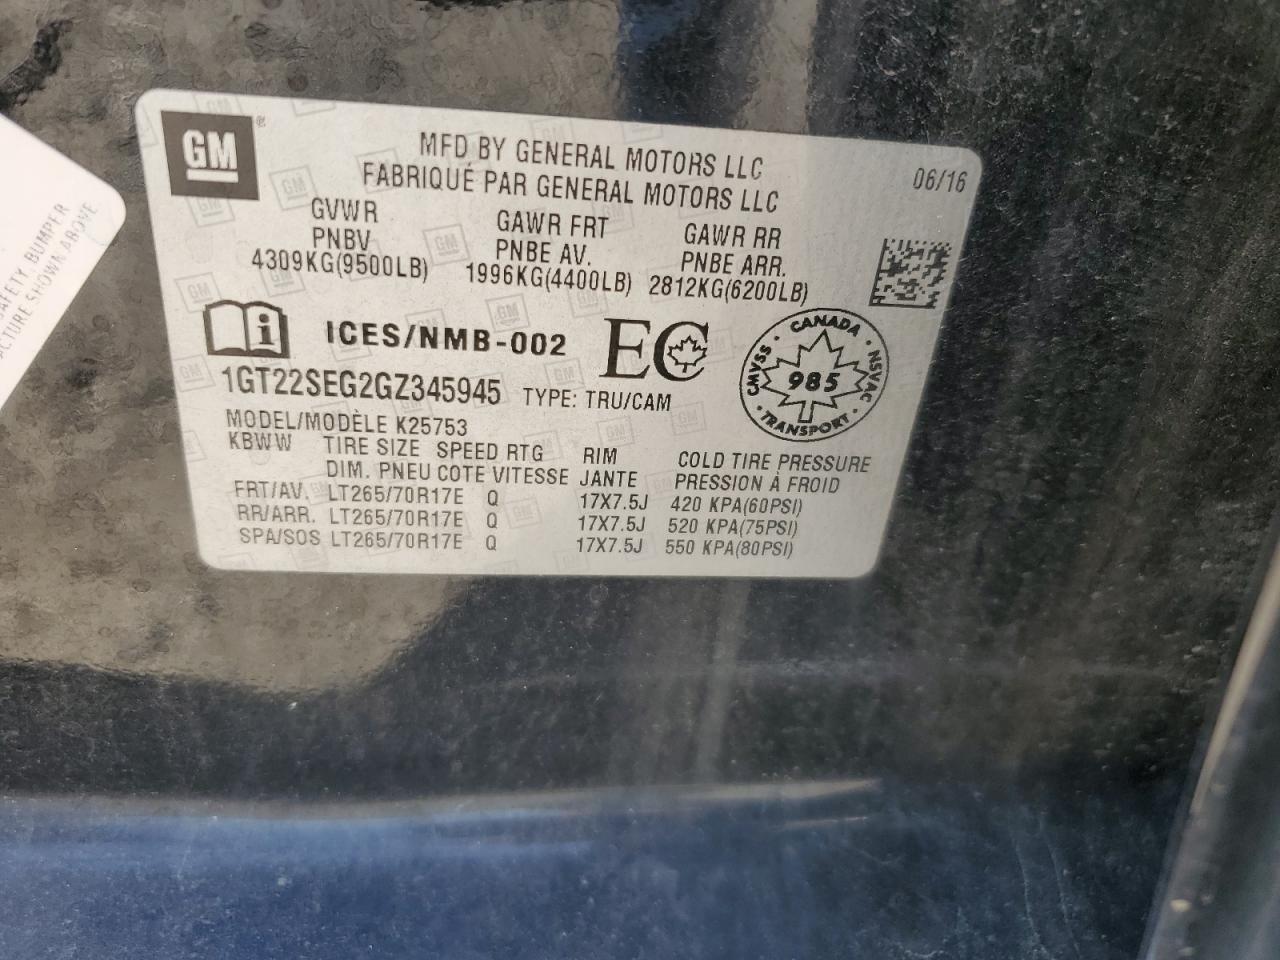 GM
MFD BY GENERAL MOTORS LLC
FABRIQUÉ PAR GENERAL MOTORS LLC
06/16
GVWR GAWR FRT GAWR RR
PNBV PNBE AV. PNBE ARR.
4309KG(9500LB) 1996KG(4400LB) 2812KG(6200LB)
ICES/NMB-002 EC
CANADA
CMVSS 985 NSVAC
TRANSPORT
1GT22SEG2GZ345945 TYPE: TRU/CAM
MODEL/MODÈLE K25753
KBWW TIRE SIZE SPEED RTG RIM COLD TIRE PRESSURE
DIM. PNEU COTE VITESSE JANTE PRESSION À FROID
FRT/AV. LT265/70R17E Q 17X7.5J 420 KPA(60PSI)
RR/ARR. LT265/70R17E Q 17X7.5J 520 KPA(75PSI)
SPA/SOS LT265/70R17E Q 17X7.5J 550 KPA(80PSI)
SAFETY, BUMPER
SHOWN ABOVE